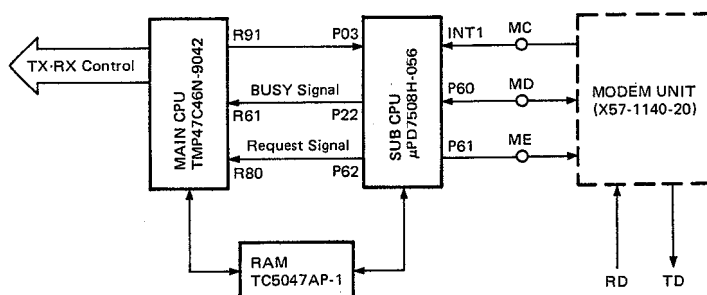 TX·RX Control
MAIN CPU
TMP47C46N-9042
R91
R61
R80
BUSY Signal
Request Signal
P03
P22
P62
SUB CPU
μPD7508H-056
INT1
P60
P61
MC
MD
ME
MODEM UNIT
(X57-1140-20)
RAM
TC5047AP-1
RD
TD